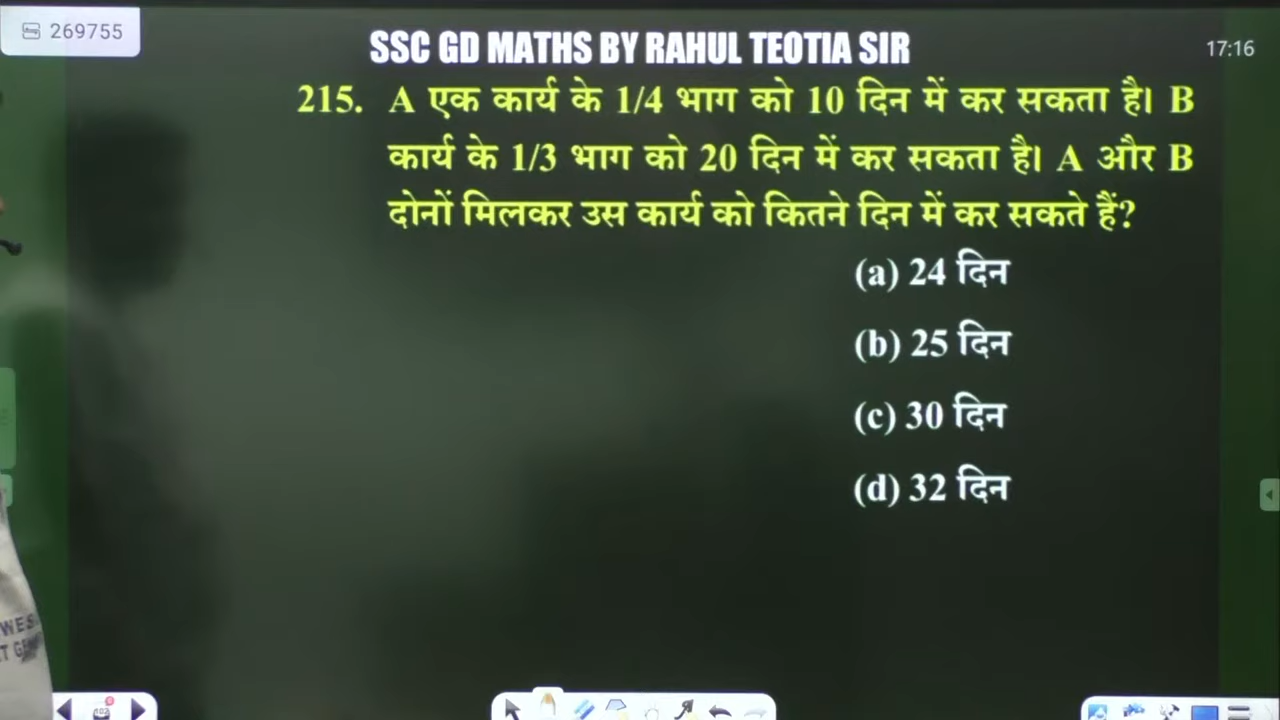 269755
SSC GD MATHS BY RAHUL TEOTIA SIR
17:16
215. A एक कार्य के 1/4 भाग को 10 दिन में कर सकता है। B
कार्य के 1/3 भाग को 20 दिन में कर सकता है। A और B
दोनों मिलकर उस कार्य को कितने दिन में कर सकते हैं?
(a) 24 दिन
(b) 25 दिन
(c) 30 दिन
(d) 32 दिन